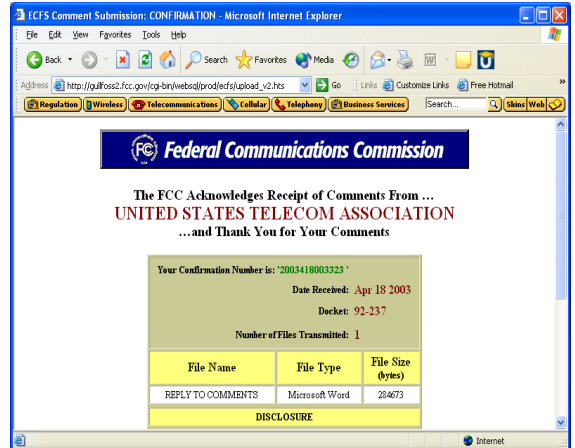 ECFS Comment Submission: CONFIRMATION - Microsoft Internet Explorer
File Edit View Favorites Tools Help
Back Search Favorites Media
Address http://gullfoss2.fcc.gov/cgi-bin/websql/prod/ecfs/upload_v2.hts Go Links Customize Links Free Hotmail »
Regulation Wireless Telecommunications Cellular Telephony Business Services Search... Skins Web
FC Federal Communications Commission
The FCC Acknowledges Receipt of Comments From ...
UNITED STATES TELECOM ASSOCIATION
...and Thank You for Your Comments
Your Confirmation Number is: '2003418003323 '
Date Received: Apr 18 2003
Docket: 92-237
Number of Files Transmitted: 1
File Name File Type File Size
(bytes)
REPLY TO COMMENTS Microsoft Word 284673
DISCLOSURE
Internet